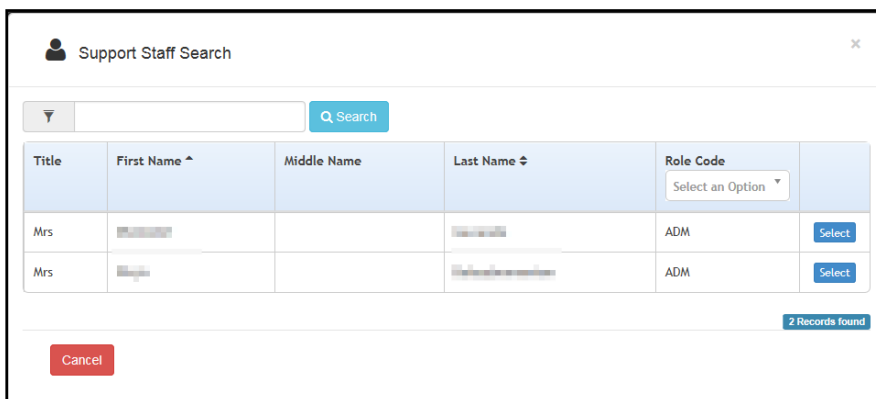 Support Staff Search
×
Search
Title First Name Middle Name Last Name Role Code
Select an Option
Mrs ADM Select
Mrs ADM Select
2 Records found
Cancel